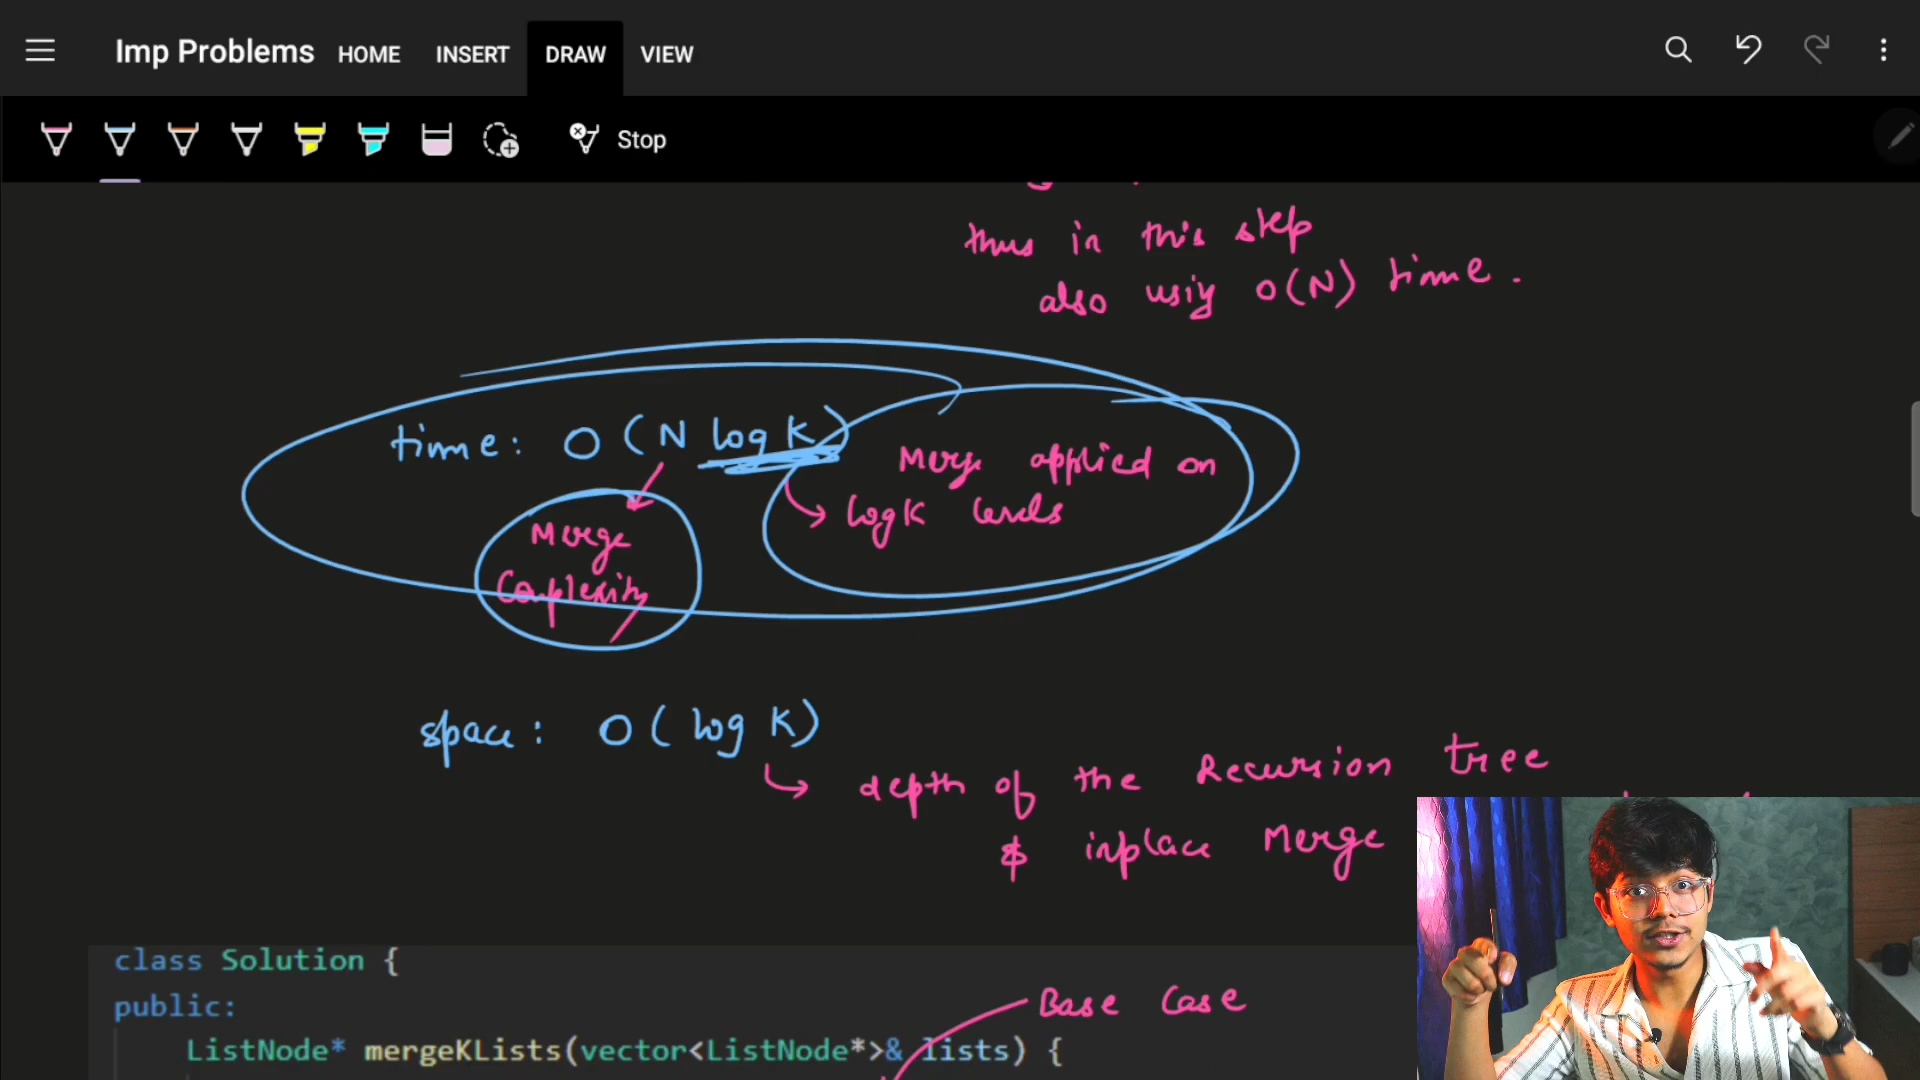 Imp Problems HOME INSERT DRAW VIEW
Stop
thus in this step
also using O(N) time.
time: O(N log K)
Merge applied on
log K levels
Merge
Complexity
space: O(log K)
depth of the Recursion tree
& inplace Merge
class Solution {
public:
Base Case
ListNode* mergeKLists(vector<ListNode*>& lists) {